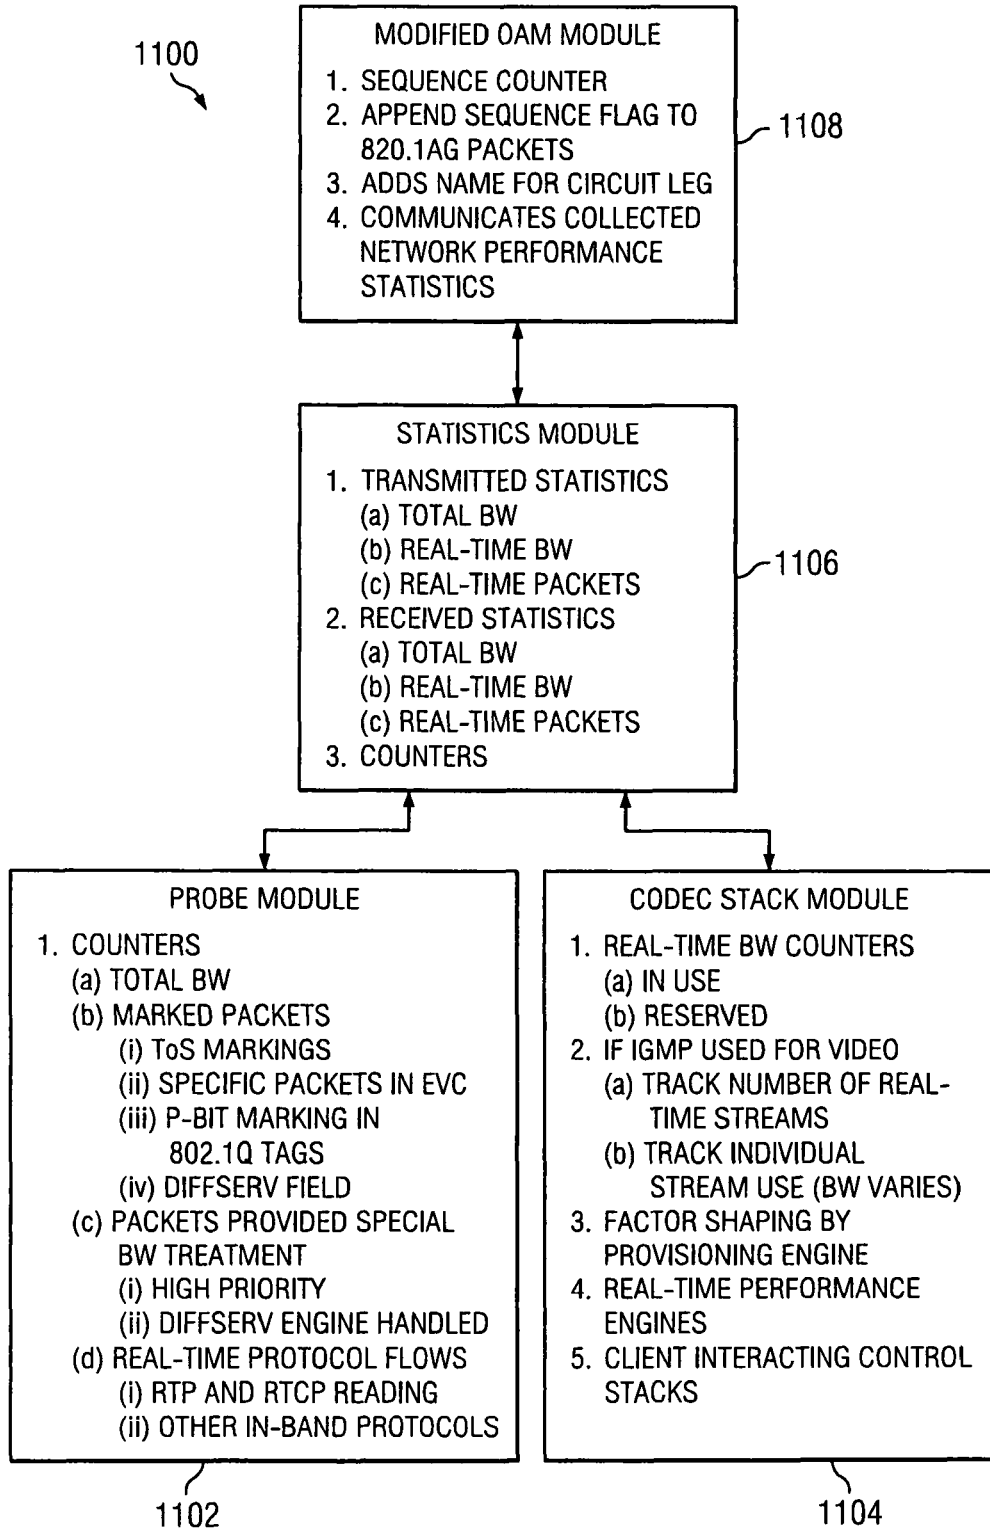 1100
MODIFIED OAM MODULE
1. SEQUENCE COUNTER
2. APPEND SEQUENCE FLAG TO
820.1AG PACKETS
3. ADDS NAME FOR CIRCUIT LEG
4. COMMUNICATES COLLECTED
NETWORK PERFORMANCE
STATISTICS
1108
STATISTICS MODULE
1. TRANSMITTED STATISTICS
(a) TOTAL BW
(b) REAL-TIME BW
(c) REAL-TIME PACKETS
2. RECEIVED STATISTICS
(a) TOTAL BW
(b) REAL-TIME BW
(c) REAL-TIME PACKETS
3. COUNTERS
1106
PROBE MODULE
1. COUNTERS
(a) TOTAL BW
(b) MARKED PACKETS
(i) ToS MARKINGS
(ii) SPECIFIC PACKETS IN EVC
(iii) P-BIT MARKING IN
802.1Q TAGS
(iv) DIFFSERV FIELD
(c) PACKETS PROVIDED SPECIAL
BW TREATMENT
(i) HIGH PRIORITY
(ii) DIFFSERV ENGINE HANDLED
(d) REAL-TIME PROTOCOL FLOWS
(i) RTP AND RTCP READING
(ii) OTHER IN-BAND PROTOCOLS
1102
CODEC STACK MODULE
1. REAL-TIME BW COUNTERS
(a) IN USE
(b) RESERVED
2. IF IGMP USED FOR VIDEO
(a) TRACK NUMBER OF REAL-
TIME STREAMS
(b) TRACK INDIVIDUAL
STREAM USE (BW VARIES)
3. FACTOR SHAPING BY
PROVISIONING ENGINE
4. REAL-TIME PERFORMANCE
ENGINES
5. CLIENT INTERACTING CONTROL
STACKS
1104